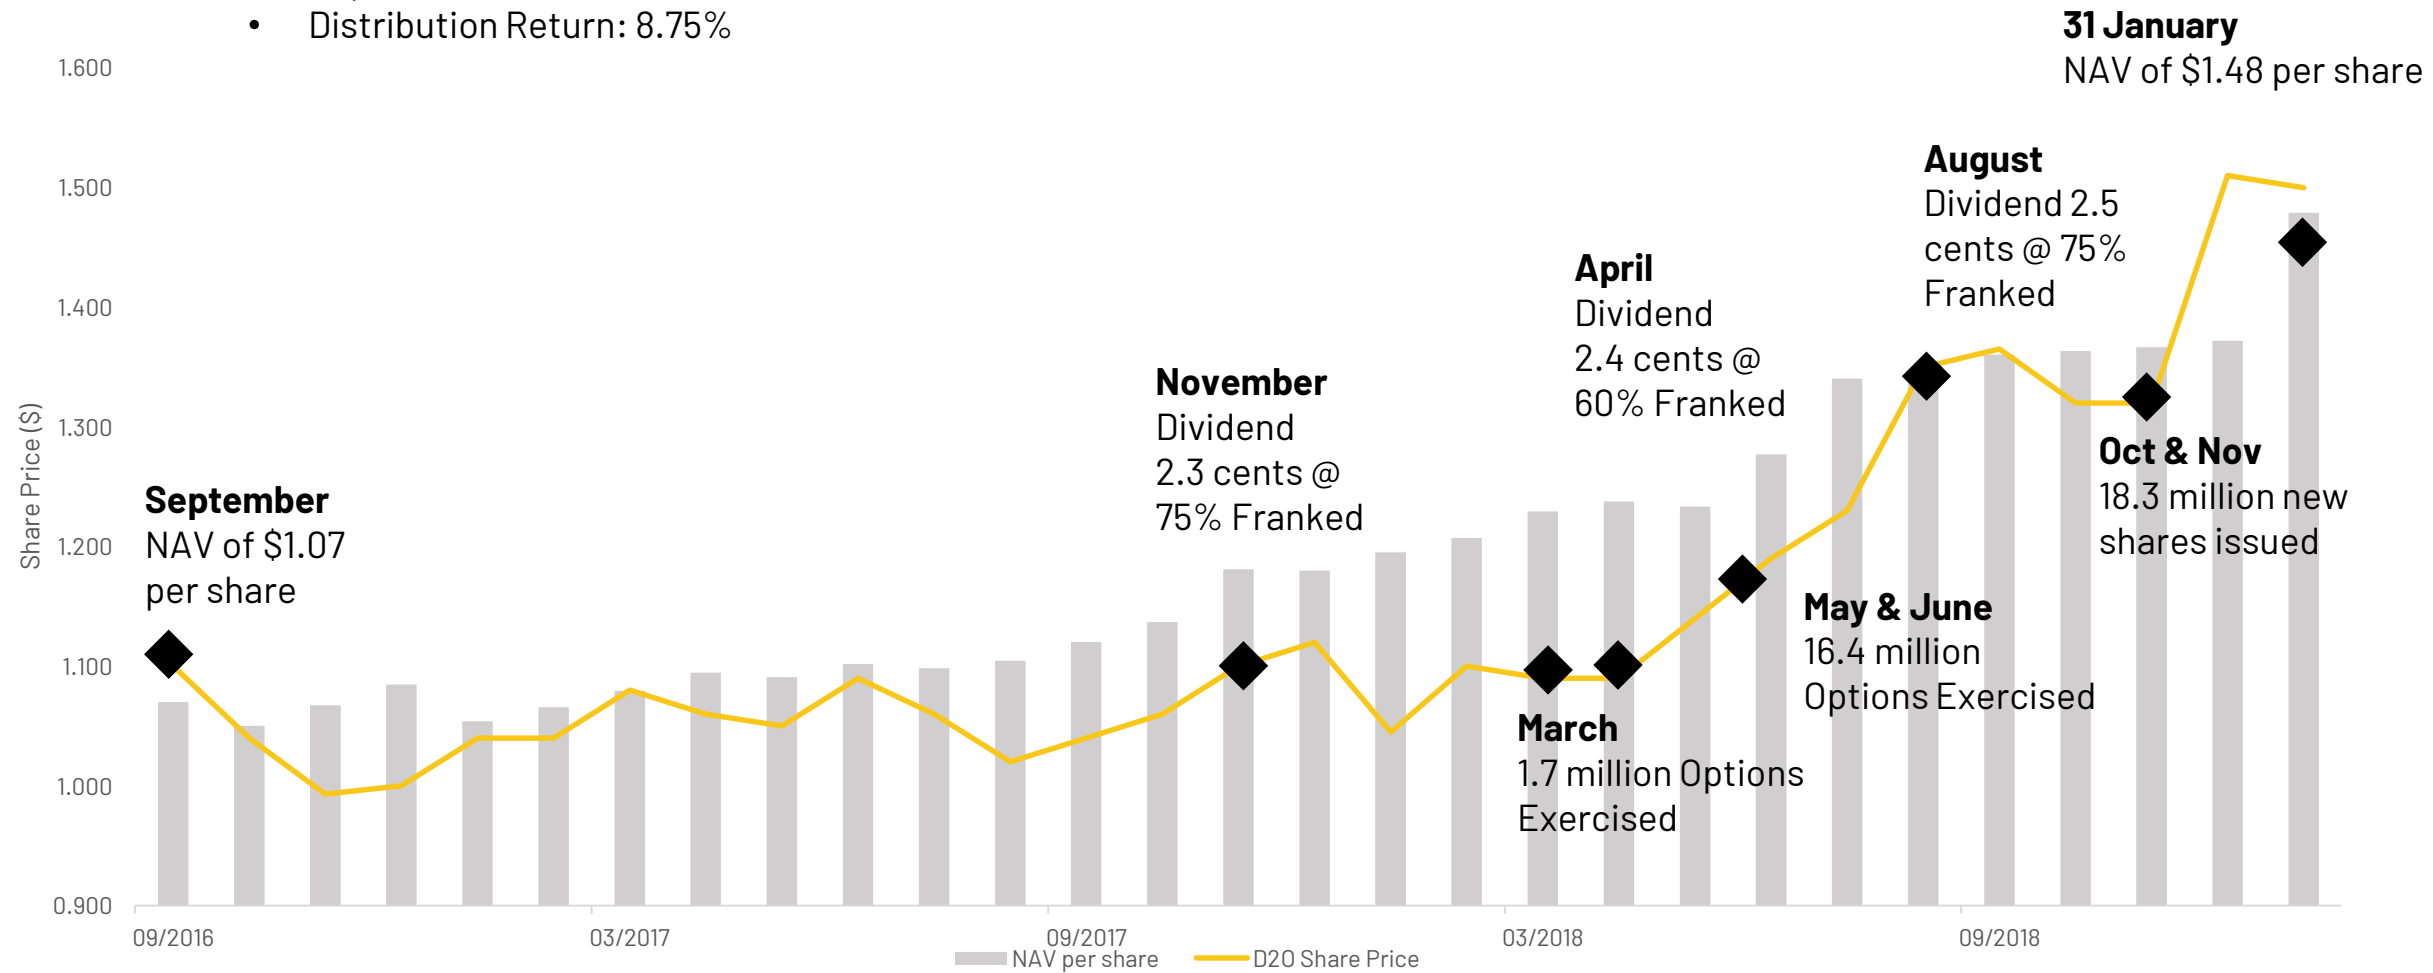 • Distribution Return: 8.75%
31 January
NAV of $1.48 per share
1.600
1.500
1.400
1.300
1.200
1.100
1.000
0.900
Share Price ($)
September
NAV of $1.07
per share
November
Dividend
2.3 cents @
75% Franked
April
Dividend
2.4 cents @
60% Franked
August
Dividend 2.5
cents @ 75%
Franked
Oct & Nov
18.3 million new
shares issued
May & June
16.4 million
Options Exercised
March
1.7 million Options
Exercised
09/2016
03/2017
09/2017
03/2018
09/2018
NAV per share
D2O Share Price